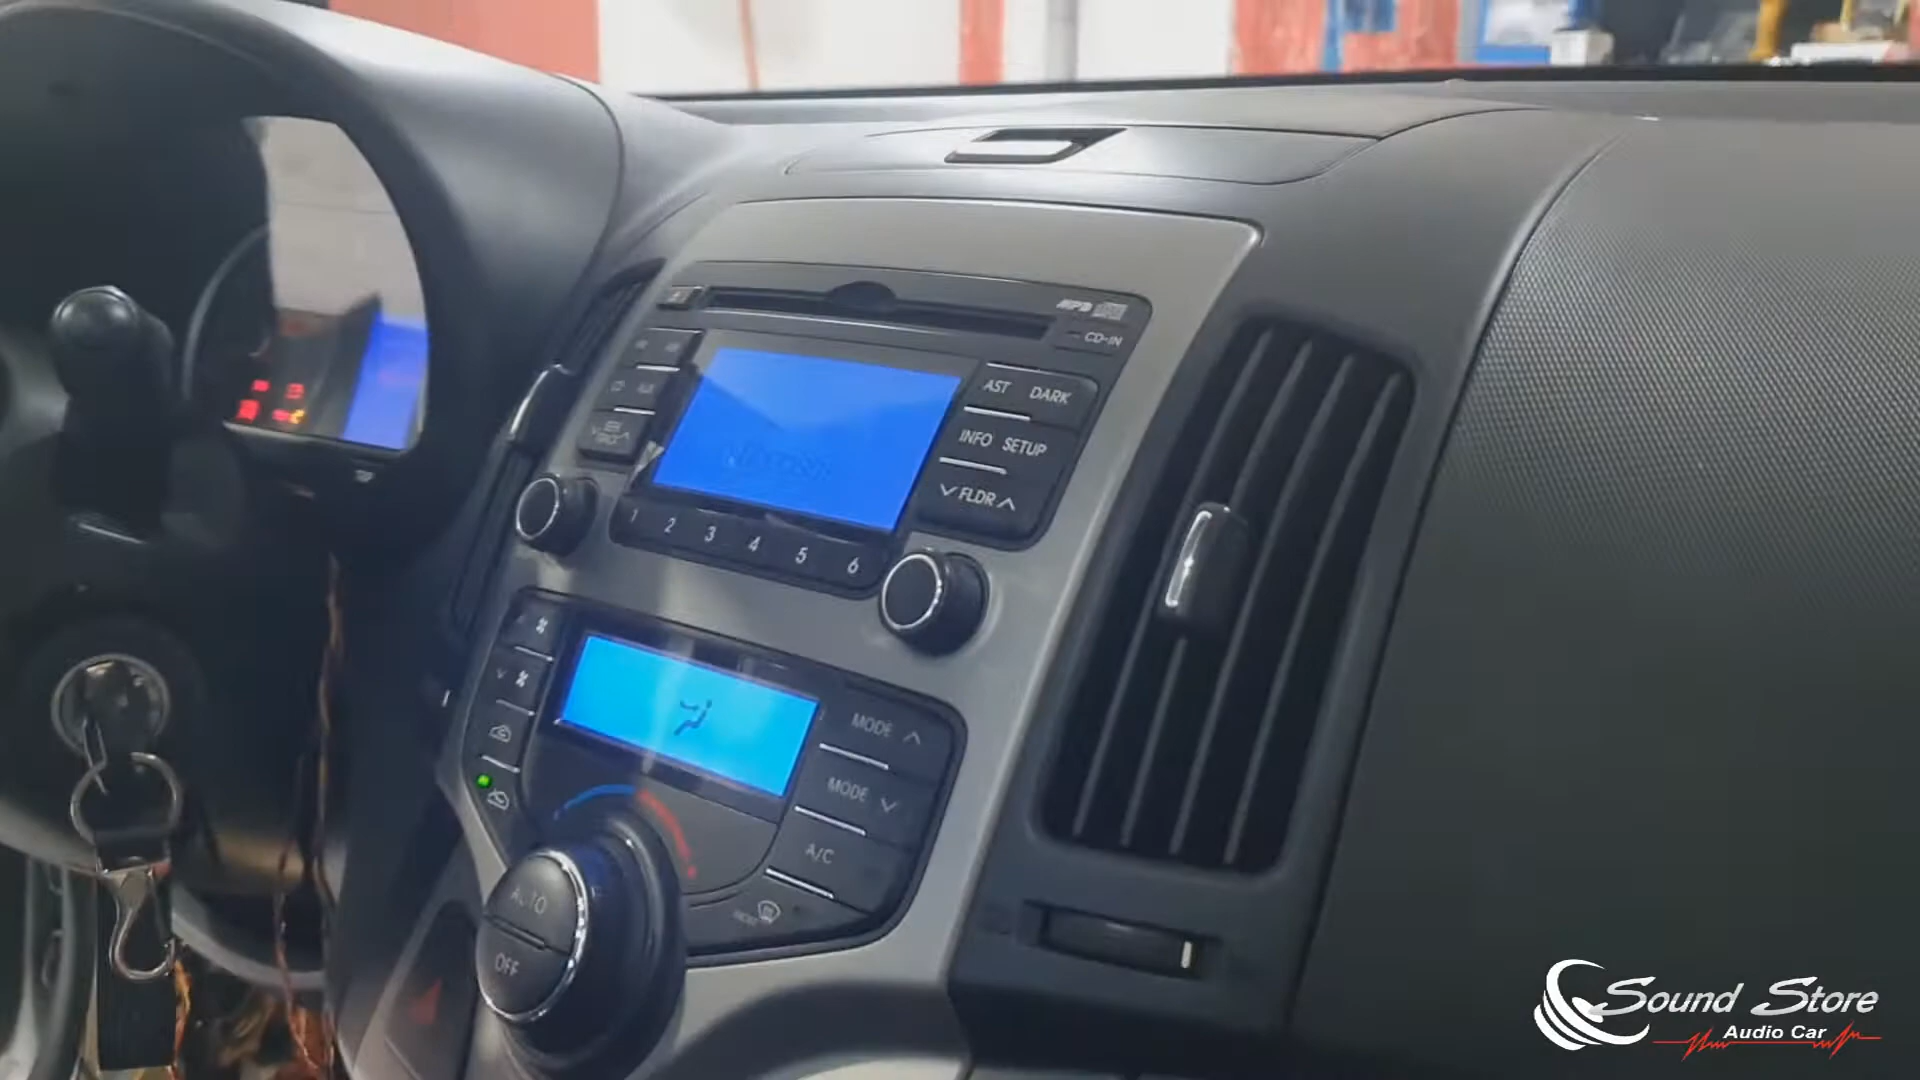 MP3
CD-IN
AST DARK
INFO SETUP
FLDR
1 2 3 4 5 6
MODE
MODE
A/C
AUTO
OFF
Sound Store
Audio Car